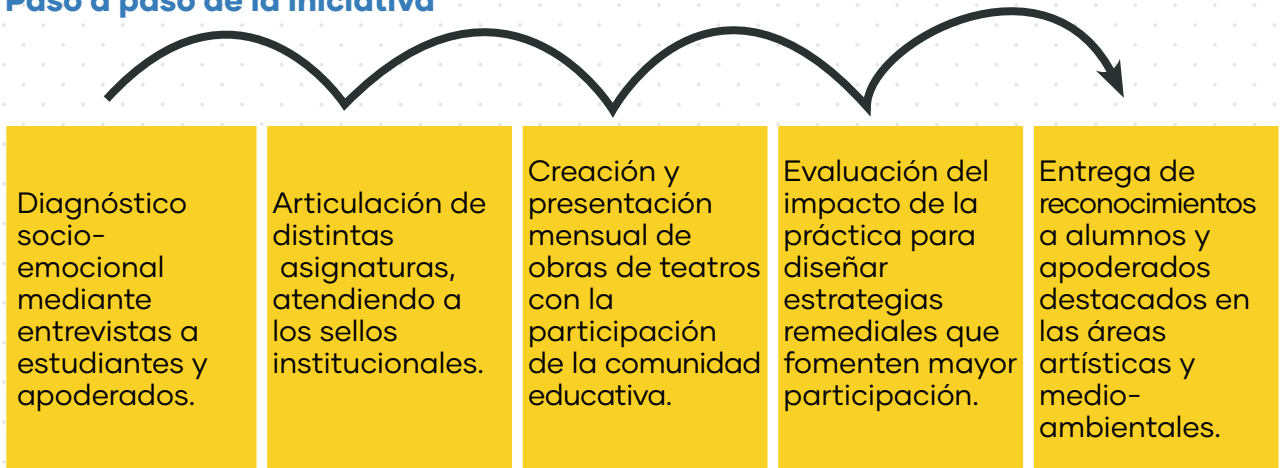 Paso a paso de la iniciativa
Diagnóstico
socio-
emocional
mediante
entrevistas a
estudiantes y
apoderados.
Articulación de
distintas
asignaturas,
atendiendo a
los sellos
institucionales.
Creación y
presentación
mensual de
obras de teatros
con la
participación
de la comunidad
educativa.
Evaluación del
impacto de la
práctica para
diseñar
estrategias
remediales que
fomenten mayor
participación.
Entrega de
reconocimientos
a alumnos y
apoderados
destacados en
las áreas
artísticas y
medio-
ambientales.